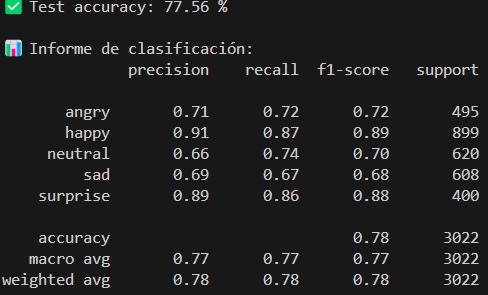 ✅ Test accuracy: 77.56 %
📊 Informe de clasificación:
precision recall f1-score support
angry 0.71 0.72 0.72 495
happy 0.91 0.87 0.89 899
neutral 0.66 0.74 0.70 620
sad 0.69 0.67 0.68 608
surprise 0.89 0.86 0.88 400
accuracy 0.78 3022
macro avg 0.77 0.77 0.77 3022
weighted avg 0.78 0.78 0.78 3022